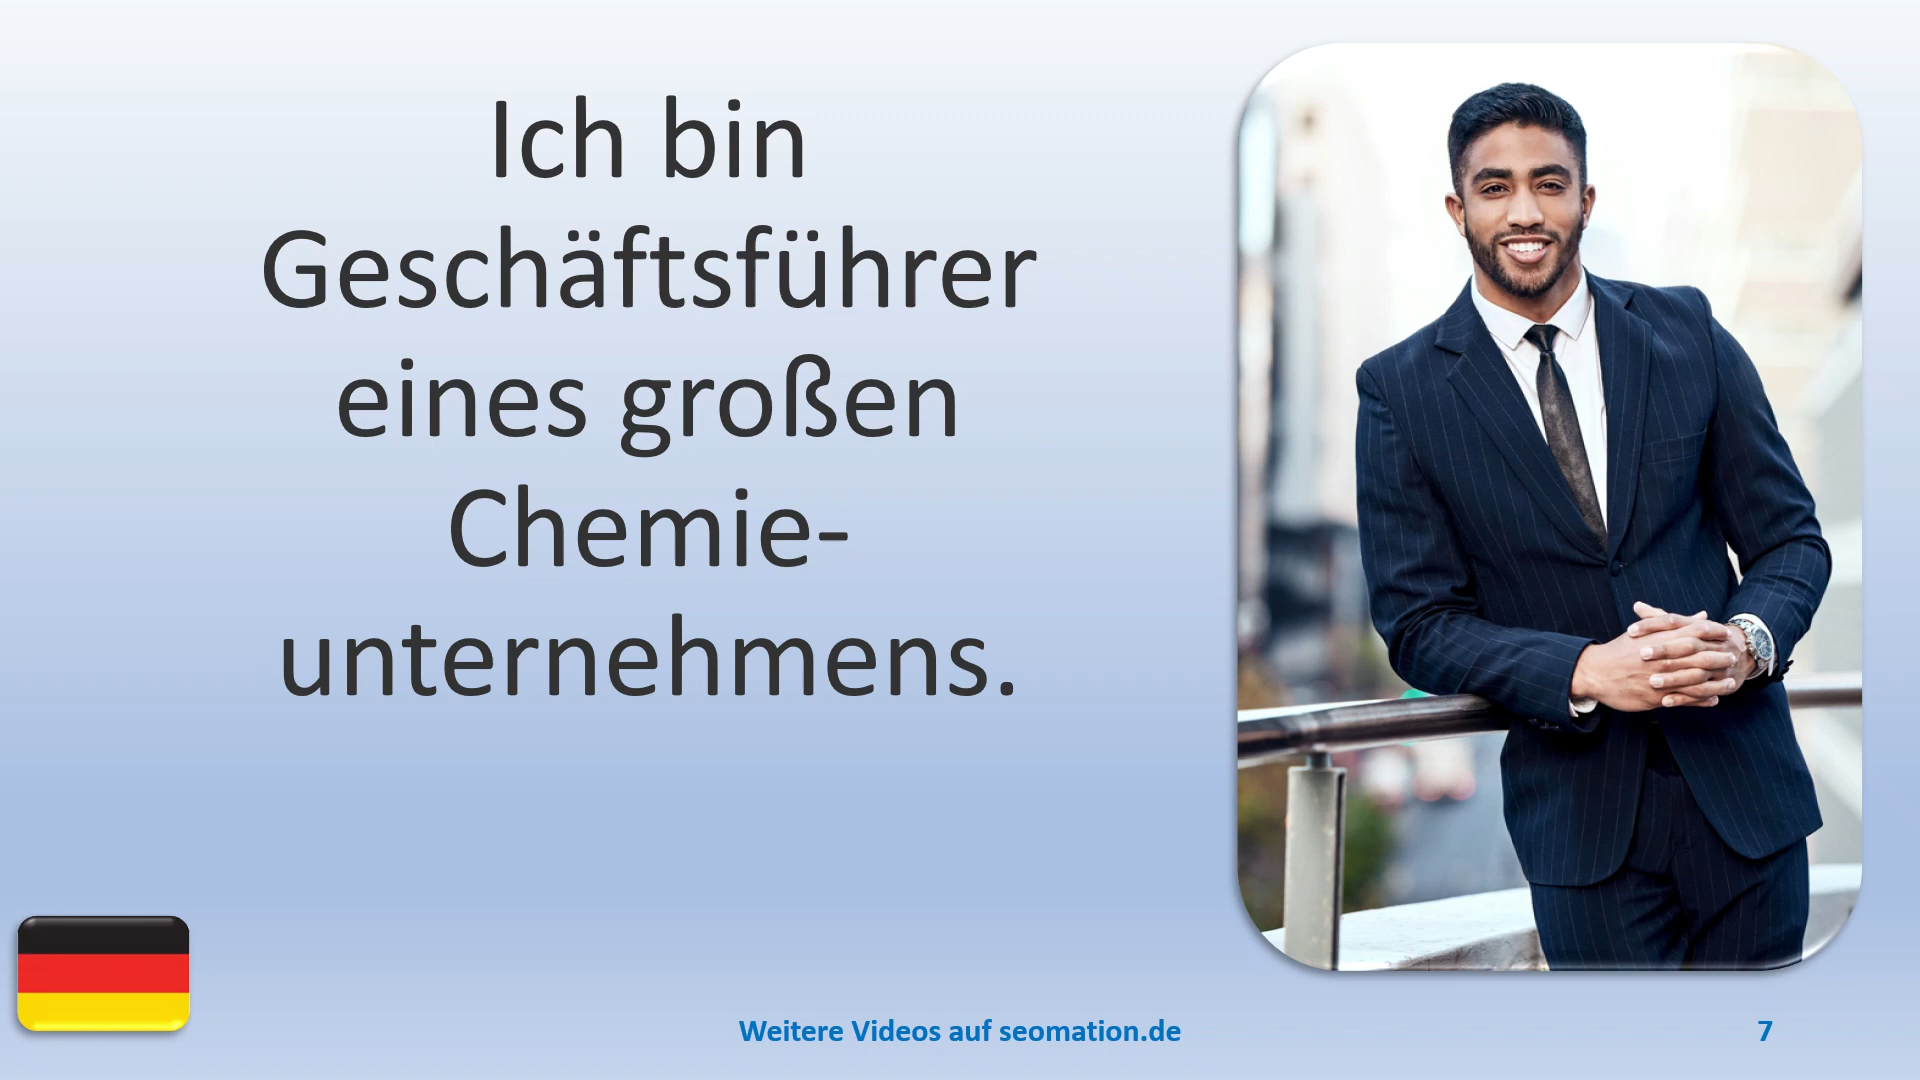 Ich bin
Geschäftsführer
eines großen
Chemie-
unternehmens.
Weitere Videos auf seomation.de
7